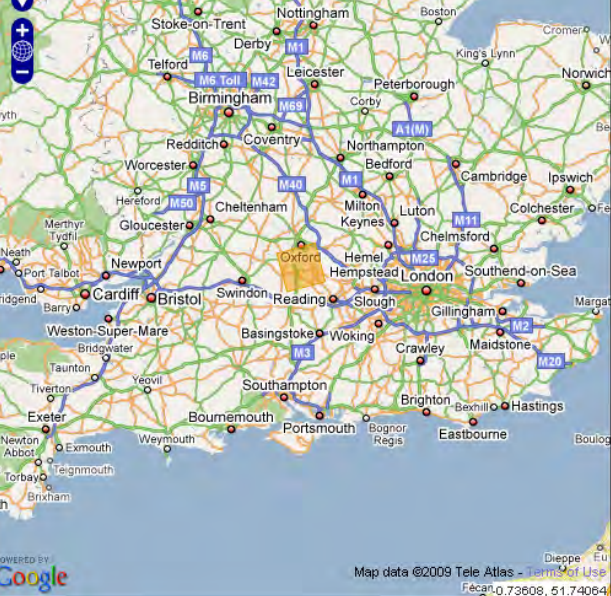 Nottingham
Boston
Stoke-on-Trent
Cromer
Derby
M1
M6
King's Lynn
Telford
M6 Toll
M42
Leicester
Norwich
Peterborough
Birmingham
M69
Corby
A1(M)
Redditch
Coventry
Northampton
Worcester
Bedford
Cambridge
Ipswich
M5
M40
M1
Hereford
M50
Cheltenham
Milton
Keynes
Luton
M11
Colchester
Merthyr
Tydfil
Gloucester
Chelmsford
Neath
Oxford
Hemel
Hempstead
M25
Newport
London
Southend-on-Sea
Port Talbot
Cardiff
Bristol
Swindon
Reading
Slough
Bridgend
Barry
Gillingham
Margat
Weston-Super-Mare
Basingstoke
Woking
M2
Bridgwater
M3
Crawley
Maidstone
M20
Taunton
Tiverton
Yeovil
Southampton
Exeter
Bournemouth
Portsmouth
Brighton
Bexhill
Hastings
Bognor
Regis
Eastbourne
Newton
Abbot
Exmouth
Weymouth
Boulog
Teignmouth
Torbay
Brixham
Dieppe
Eu
POWERED BY
Google
Map data ©2009 Tele Atlas - Terms of Use
Fécan
-0.73608, 51.74064